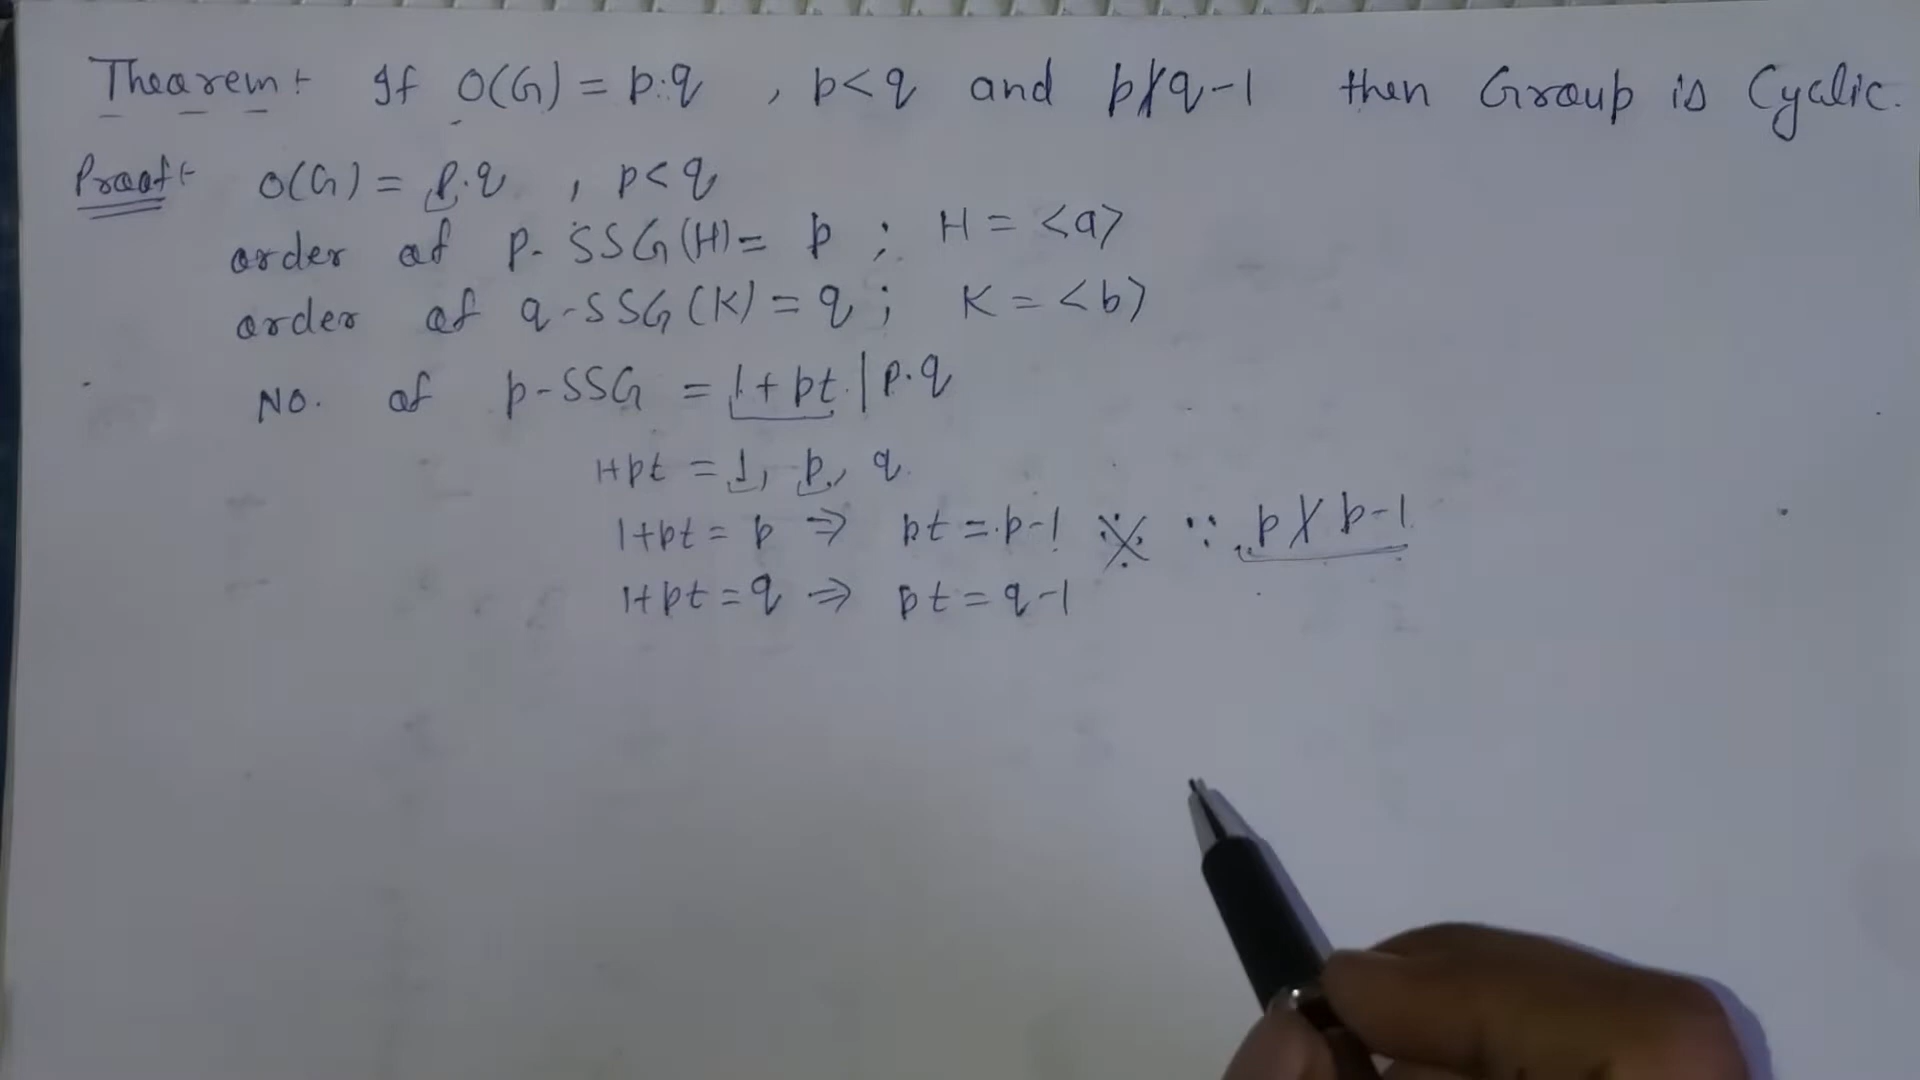 Theorem:- If O(G) = p.q , p<q and p∤q-1 then Group is Cyclic.
Proof:- O(G) = p.q , p<q
order of p-SSG(H) = p ; H = <a>
order of q-SSG(K) = q ; K = <b>
No. of p-SSG = 1+pt | p.q
1+pt = 1, p, q
1+pt = p ⇒ pt = p-1 ※ ∵ p∤p-1
1+pt = q ⇒ pt = q-1